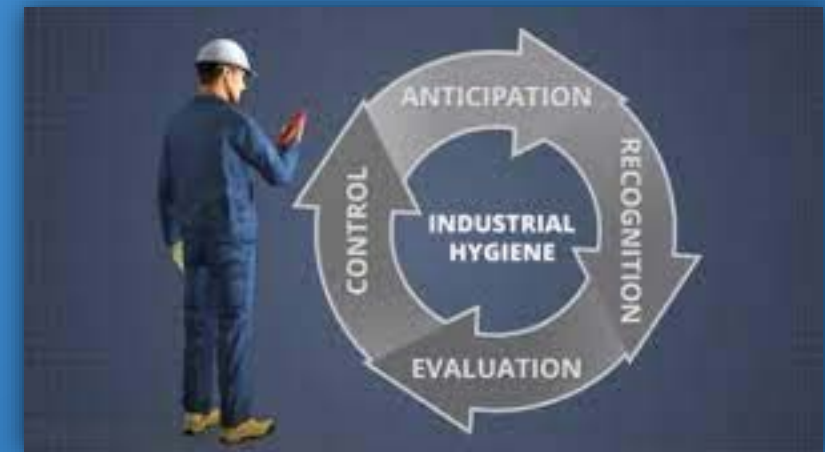 ANTICIPATION
RECOGNITION
INDUSTRIAL
HYGIENE
CONTROL
EVALUATION